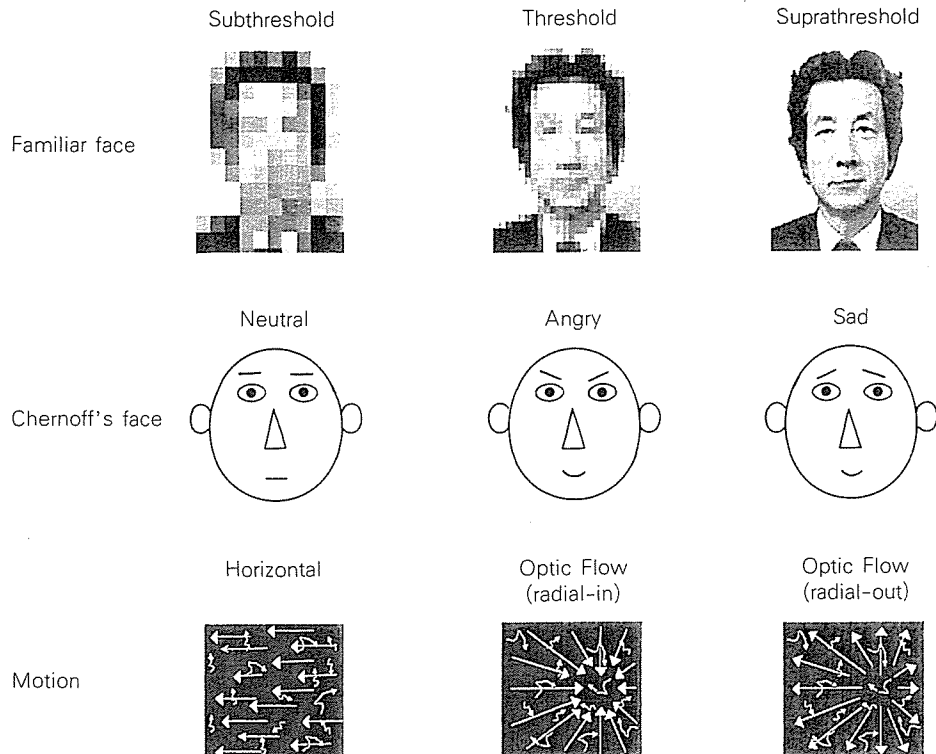 Subthreshold Threshold Suprathreshold
Familiar face
Neutral Angry Sad
Chernoff's face
Horizontal Optic Flow Optic Flow
(radial-in) (radial-out)
Motion